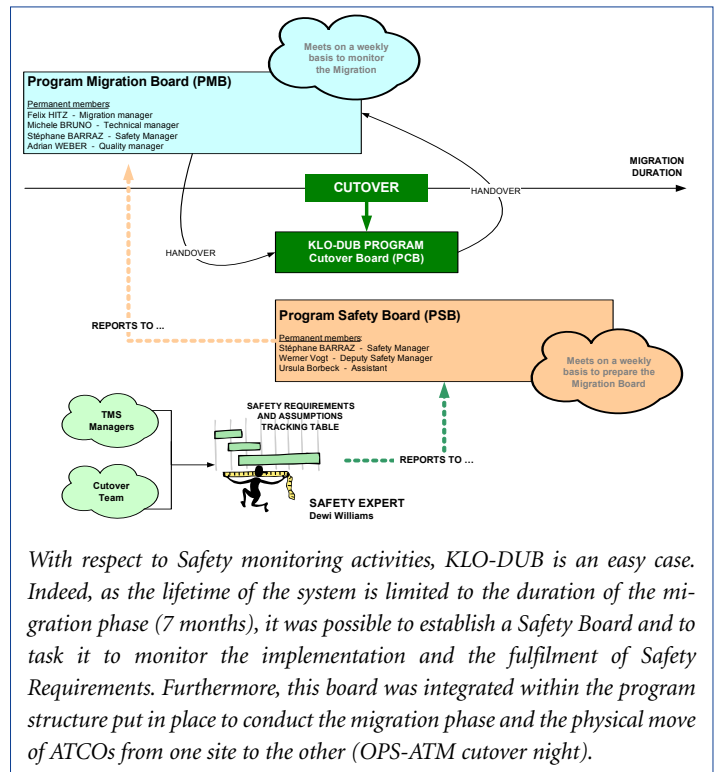 Meets on a weekly
basis to monitor
the Migration
Program Migration Board (PMB)
Permanent members:
Felix HITZ - Migration manager
Michele BRUNO - Technical manager
Stéphane BARRAZ - Safety Manager
Adrian WEBER - Quality manager
MIGRATION
DURATION
CUTOVER
HANDOVER
HANDOVER
KLO-DUB PROGRAM
Cutover Board (PCB)
Program Safety Board (PSB)
Permanent members:
Stéphane BARRAZ - Safety Manager
Werner Vogt - Deputy Safety Manager
Ursula Borbeck - Assistant
REPORTS TO ...
Meets on a weekly
basis to prepare the
Migration Board
TMS
Managers
Cutover
Team
SAFETY REQUIREMENTS
AND ASSUMPTIONS
TRACKING TABLE
REPORTS TO ...
SAFETY EXPERT
Dewi Williams
With respect to Safety monitoring activities, KLO-DUB is an easy case.
Indeed, as the lifetime of the system is limited to the duration of the mi-
gration phase (7 months), it was possible to establish a Safety Board and to
task it to monitor the implementation and the fulfilment of Safety
Requirements. Furthermore, this board was integrated within the program
structure put in place to conduct the migration phase and the physical move
of ATCOs from one site to the other (OPS-ATM cutover night).